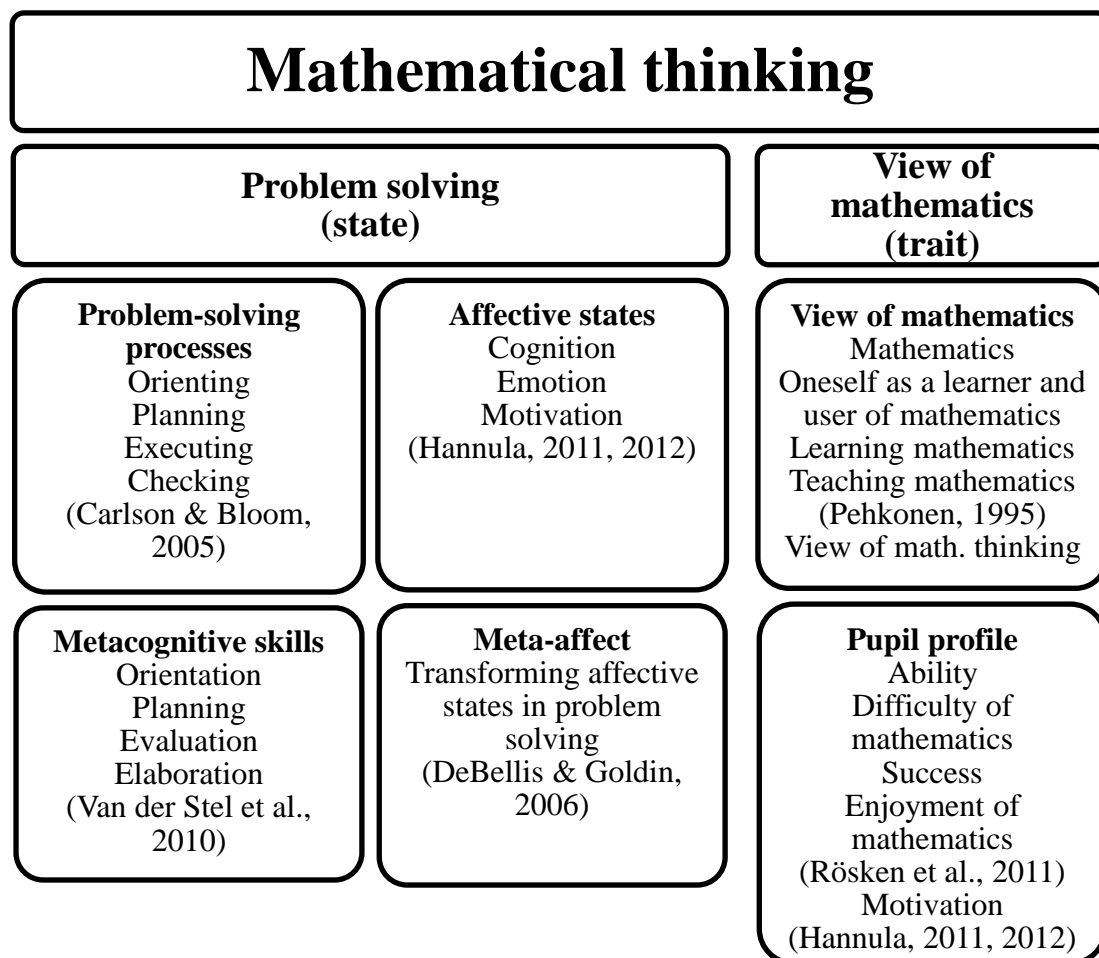 Mathematical thinking
Problem solving
(state)
View of
mathematics
(trait)
Problem-solving
processes
Orienting
Planning
Executing
Checking
(Carlson & Bloom,
2005)
Affective states
Cognition
Emotion
Motivation
(Hannula, 2011, 2012)
View of mathematics
Mathematics
Oneself as a learner and
user of mathematics
Learning mathematics
Teaching mathematics
(Pehkonen, 1995)
View of math. thinking
Metacognitive skills
Orientation
Planning
Evaluation
Elaboration
(Van der Stel et al.,
2010)
Meta-affect
Transforming affective
states in problem
solving
(DeBellis & Goldin,
2006)
Pupil profile
Ability
Difficulty of
mathematics
Success
Enjoyment of
mathematics
(Rösken et al., 2011)
Motivation
(Hannula, 2011, 2012)